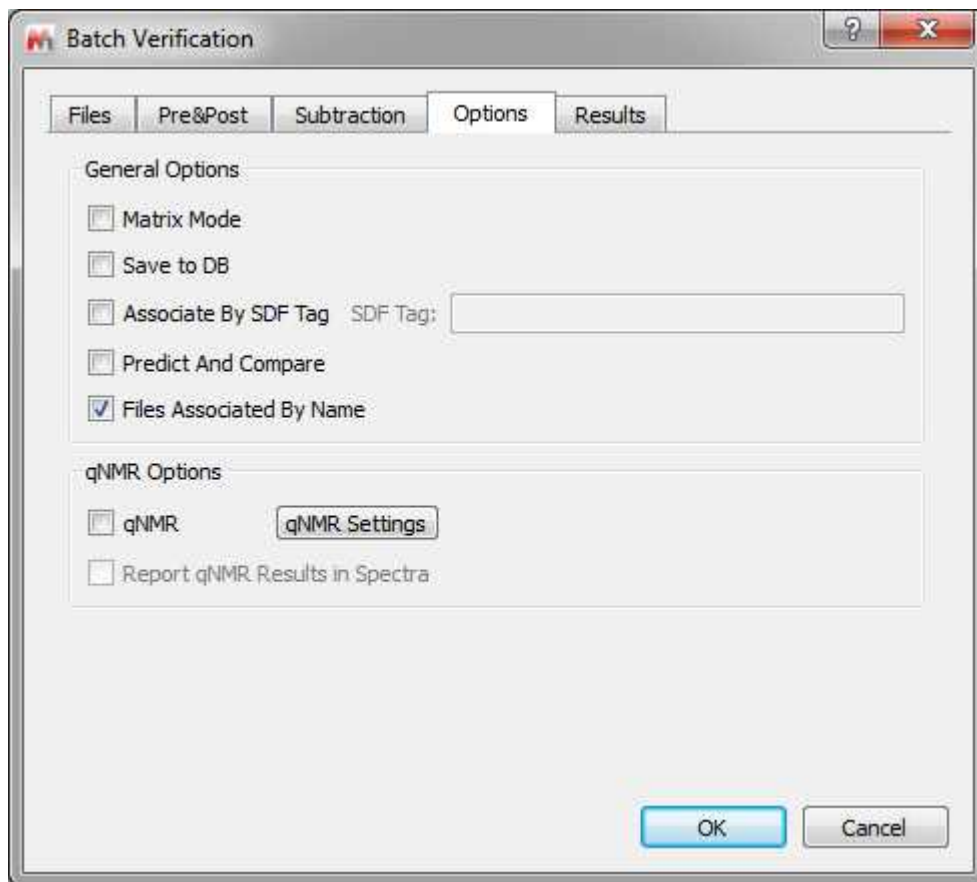 Batch Verification
Files Pre&Post Subtraction Options Results
General Options
Matrix Mode
Save to DB
Associate By SDF Tag SDF Tag:
Predict And Compare
Files Associated By Name
qNMR Options
qNMR qNMR Settings
Report qNMR Results in Spectra
OK Cancel